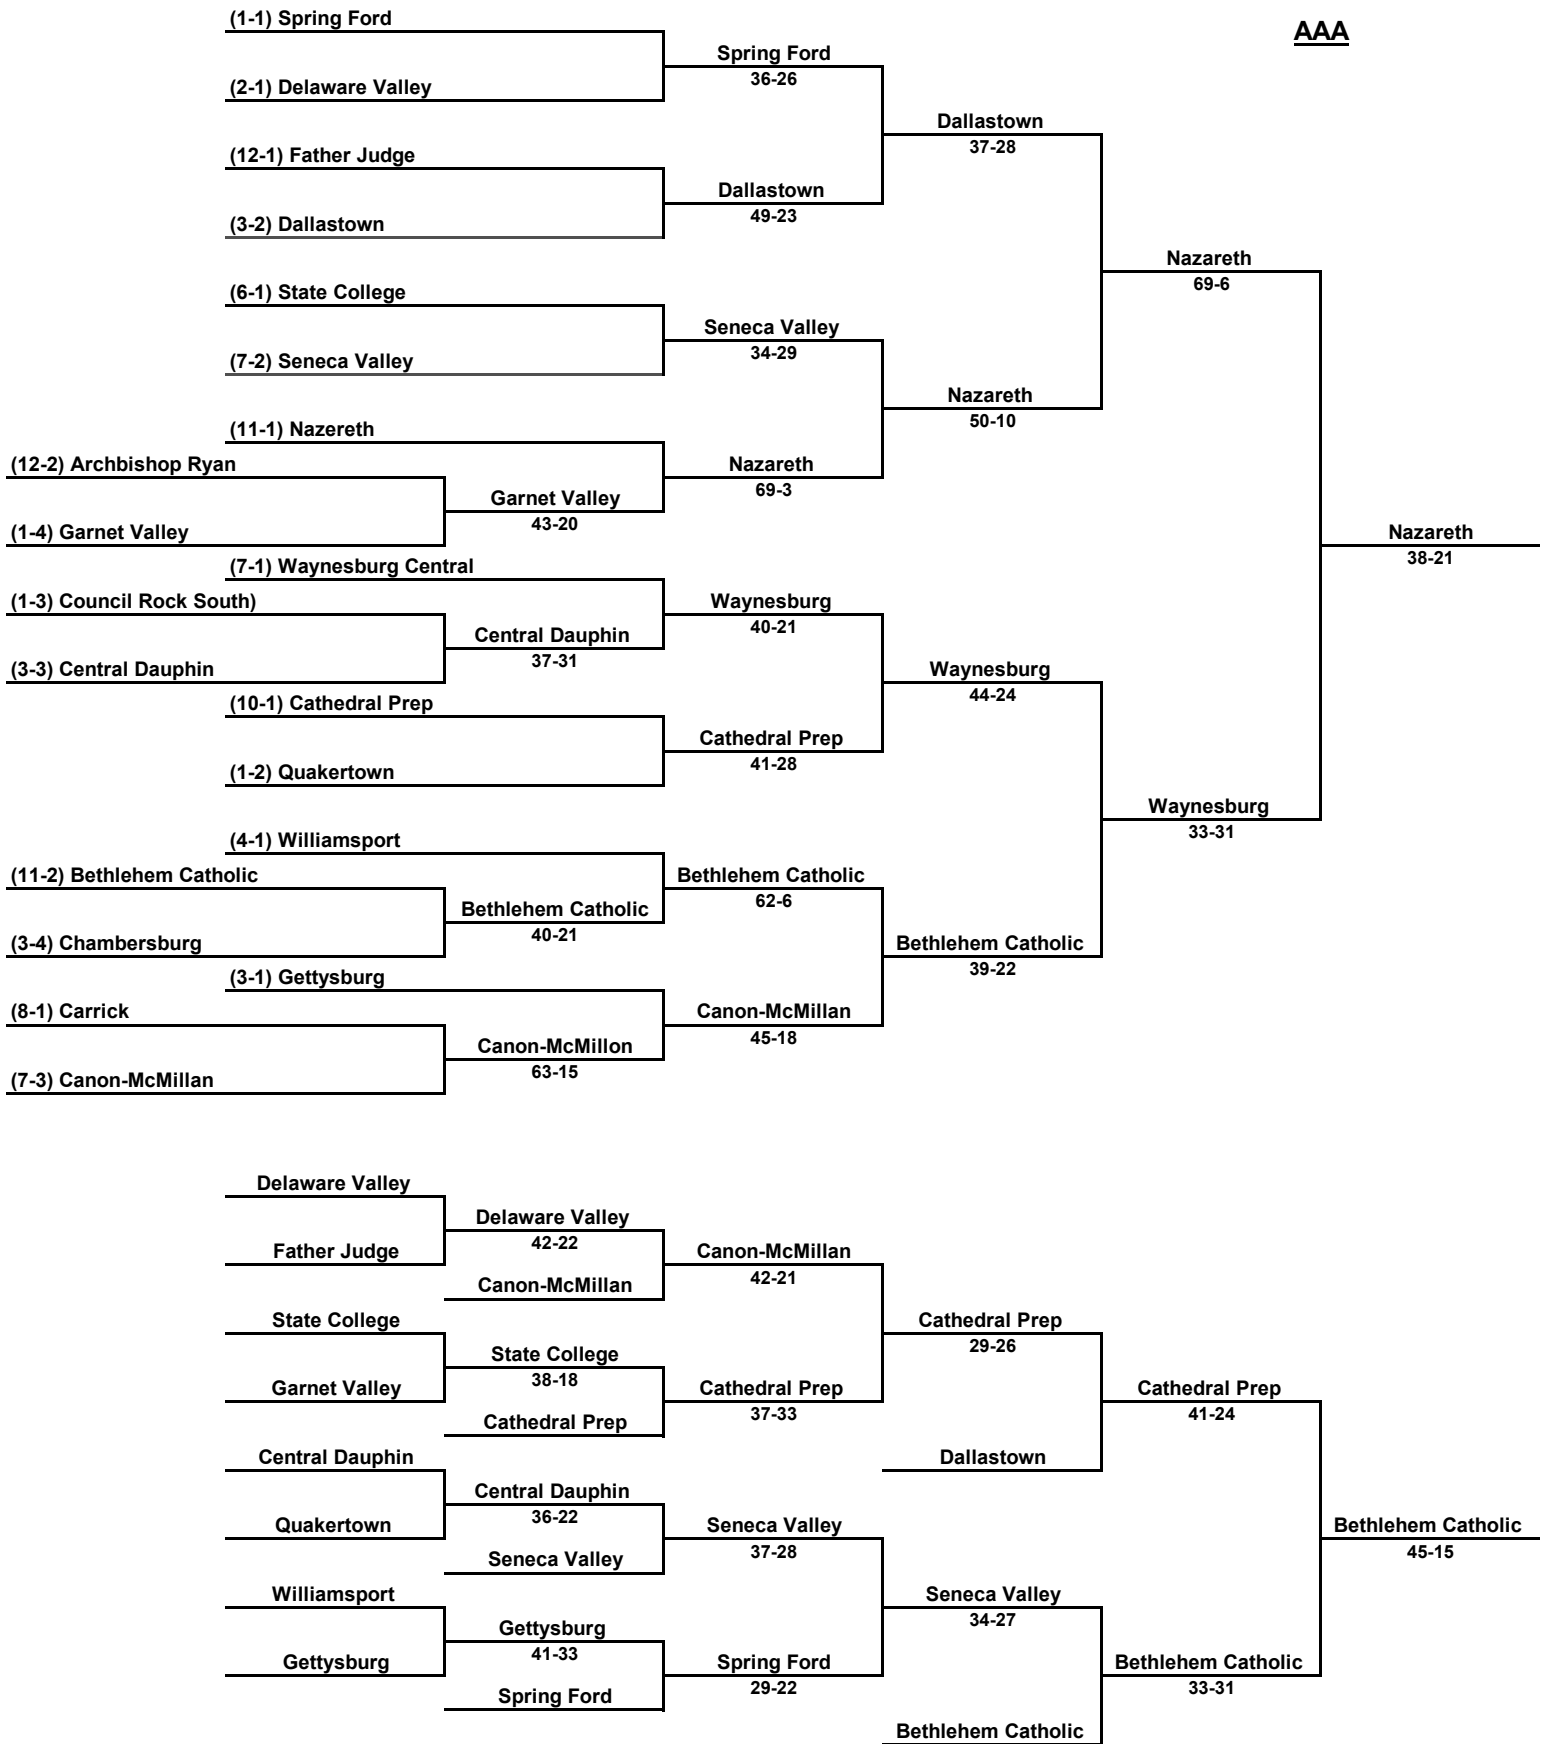 (1-1) Spring Ford
AAA
Spring Ford
36-26
(2-1) Delaware Valley
Dallastown
37-28
(12-1) Father Judge
Dallastown
49-23
(3-2) Dallastown
Nazareth
69-6
(6-1) State College
Seneca Valley
34-29
(7-2) Seneca Valley
Nazareth
50-10
(11-1) Nazereth
(12-2) Archbishop Ryan
Nazareth
69-3
Garnet Valley
43-20
(1-4) Garnet Valley
Nazareth
38-21
(7-1) Waynesburg Central
(1-3) Council Rock South)
Waynesburg
40-21
Central Dauphin
37-31
(3-3) Central Dauphin
Waynesburg
44-24
(10-1) Cathedral Prep
Cathedral Prep
41-28
(1-2) Quakertown
Waynesburg
33-31
(4-1) Williamsport
(11-2) Bethlehem Catholic
Bethlehem Catholic
62-6
Bethlehem Catholic
40-21
(3-4) Chambersburg
Bethlehem Catholic
39-22
(3-1) Gettysburg
(8-1) Carrick
Canon-McMillan
45-18
Canon-McMillon
63-15
(7-3) Canon-McMillan
Delaware Valley
Delaware Valley
42-22
Father Judge
Canon-McMillan
42-21
Canon-McMillan
State College
Cathedral Prep
29-26
State College
38-18
Garnet Valley
Cathedral Prep
37-33
Cathedral Prep
41-24
Cathedral Prep
Central Dauphin
Dallastown
Central Dauphin
36-22
Quakertown
Seneca Valley
37-28
Bethlehem Catholic
45-15
Seneca Valley
Williamsport
Seneca Valley
34-27
Gettysburg
41-33
Gettysburg
Spring Ford
29-22
Bethlehem Catholic
33-31
Spring Ford
Bethlehem Catholic